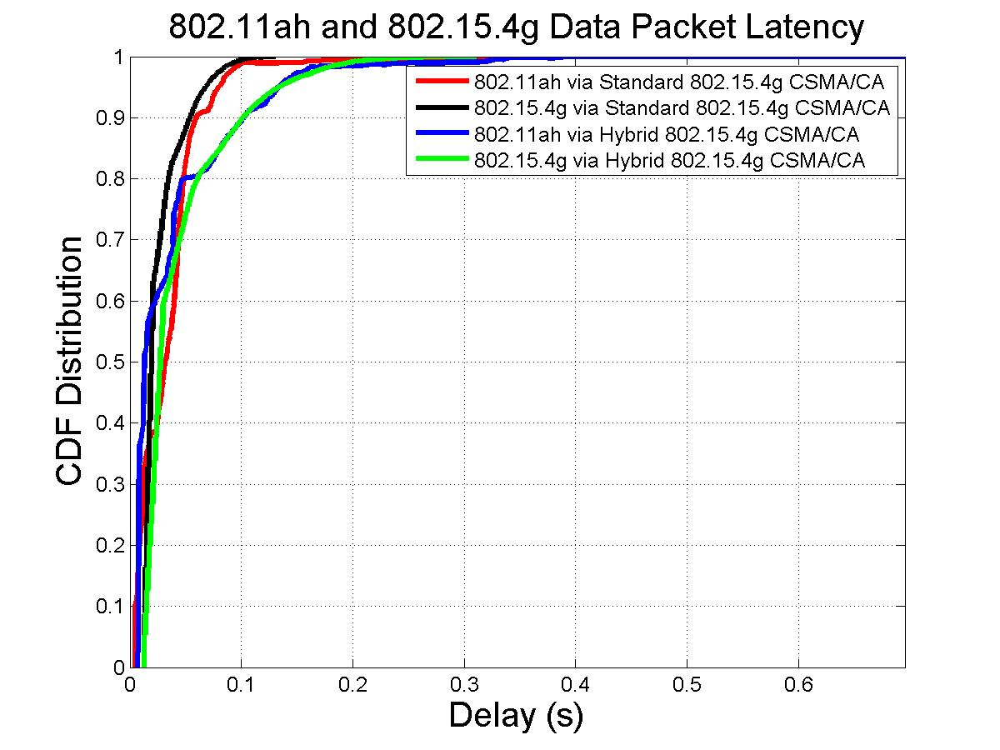 802.11ah and 802.15.4g Data Packet Latency
802.11ah via Standard 802.15.4g CSMA/CA
802.15.4g via Standard 802.15.4g CSMA/CA
802.11ah via Hybrid 802.15.4g CSMA/CA
802.15.4g via Hybrid 802.15.4g CSMA/CA
CDF Distribution
1
0.9
0.8
0.7
0.6
0.5
0.4
0.3
0.2
0.1
0
0 0.1 0.2 0.3 0.4 0.5 0.6
Delay (s)